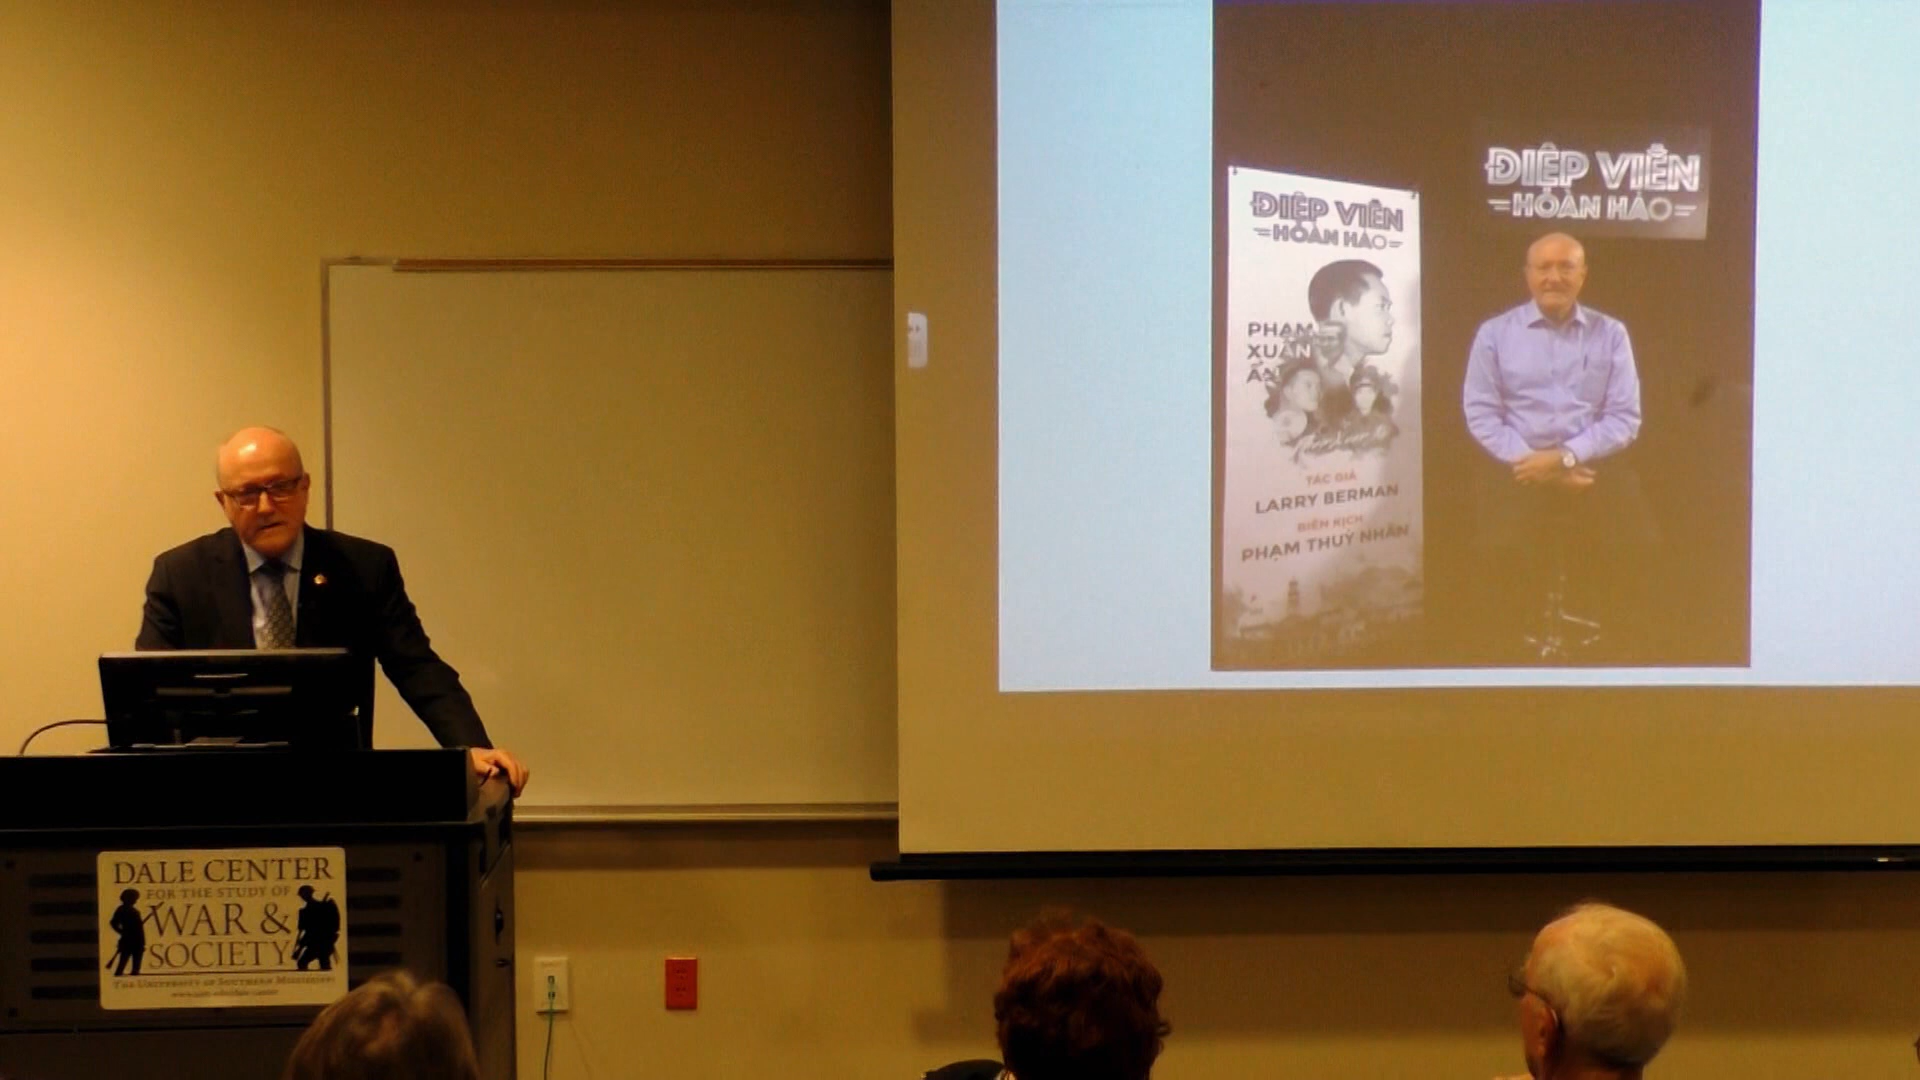 ĐIỆP VIÊN
HOÀN HẢO
ĐIỆP VIÊN
HOÀN HẢO
PHẠM
XUÂN
ẨN
TÁC GIẢ
LARRY BERMAN
BIÊN KỊCH
PHẠM THUỲ NHÂN
DALE CENTER
FOR THE STUDY OF
WAR &
SOCIETY
THE UNIVERSITY OF SOUTHERN MISSISSIPPI